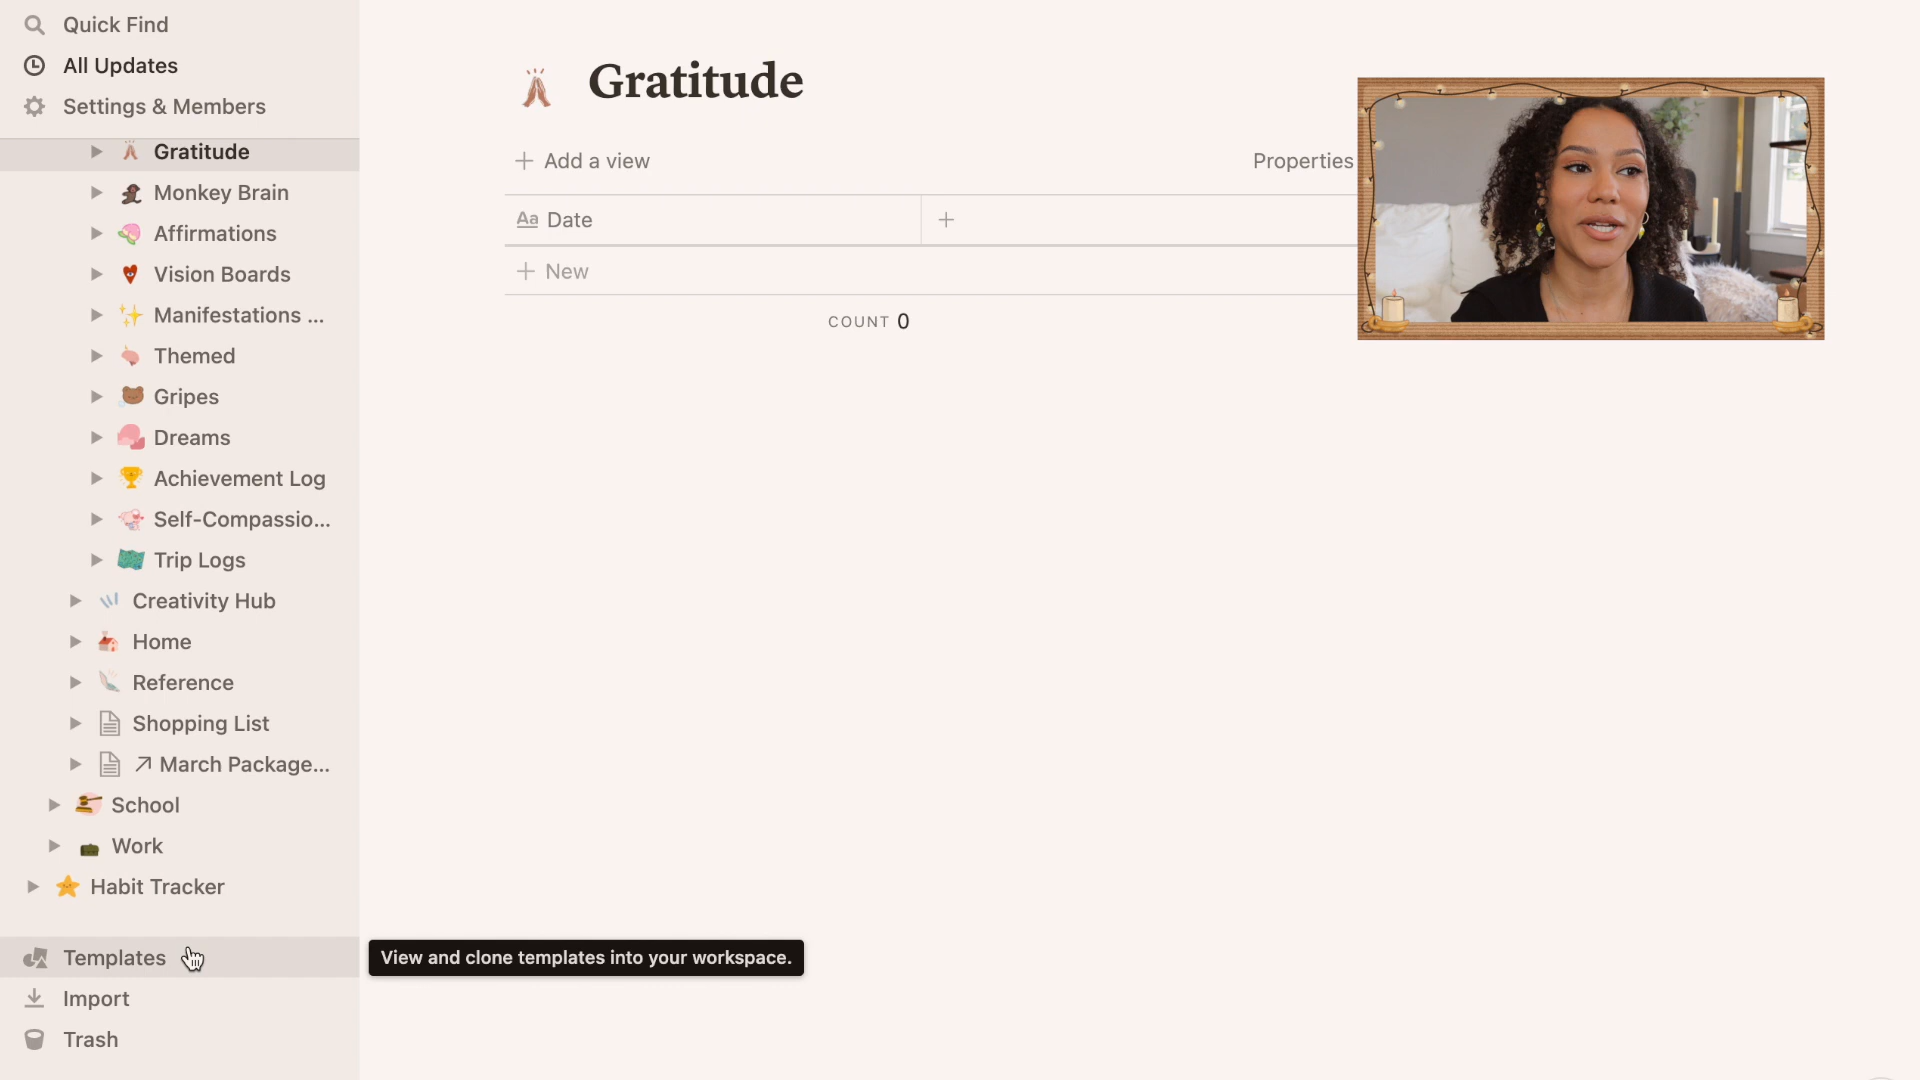 Quick Find
All Updates
Settings & Members
Gratitude
Monkey Brain
Affirmations
Vision Boards
Manifestations ...
Themed
Gripes
Dreams
Achievement Log
Self-Compassio...
Trip Logs
Creativity Hub
Home
Reference
Shopping List
March Package...
School
Work
Habit Tracker
Templates
Import
Trash
Gratitude
+ Add a view
Properties
Aa Date
+
+ New
COUNT 0
View and clone templates into your workspace.